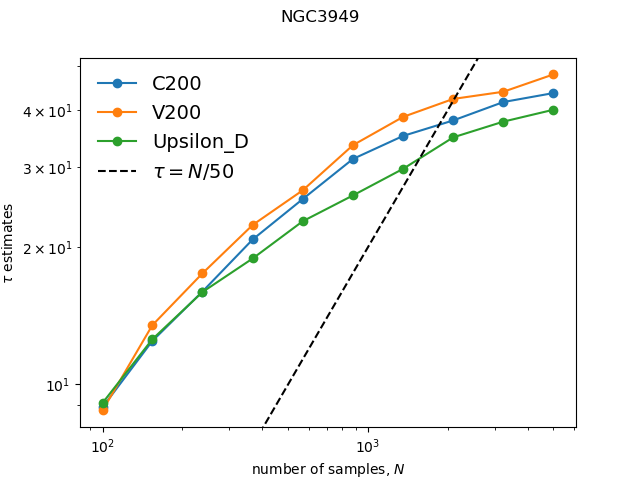 NGC3949
C200
V200
Upsilon_D
τ = N/50
4 × 10¹
3 × 10¹
2 × 10¹
10¹
τ estimates
10² 10³
number of samples, N